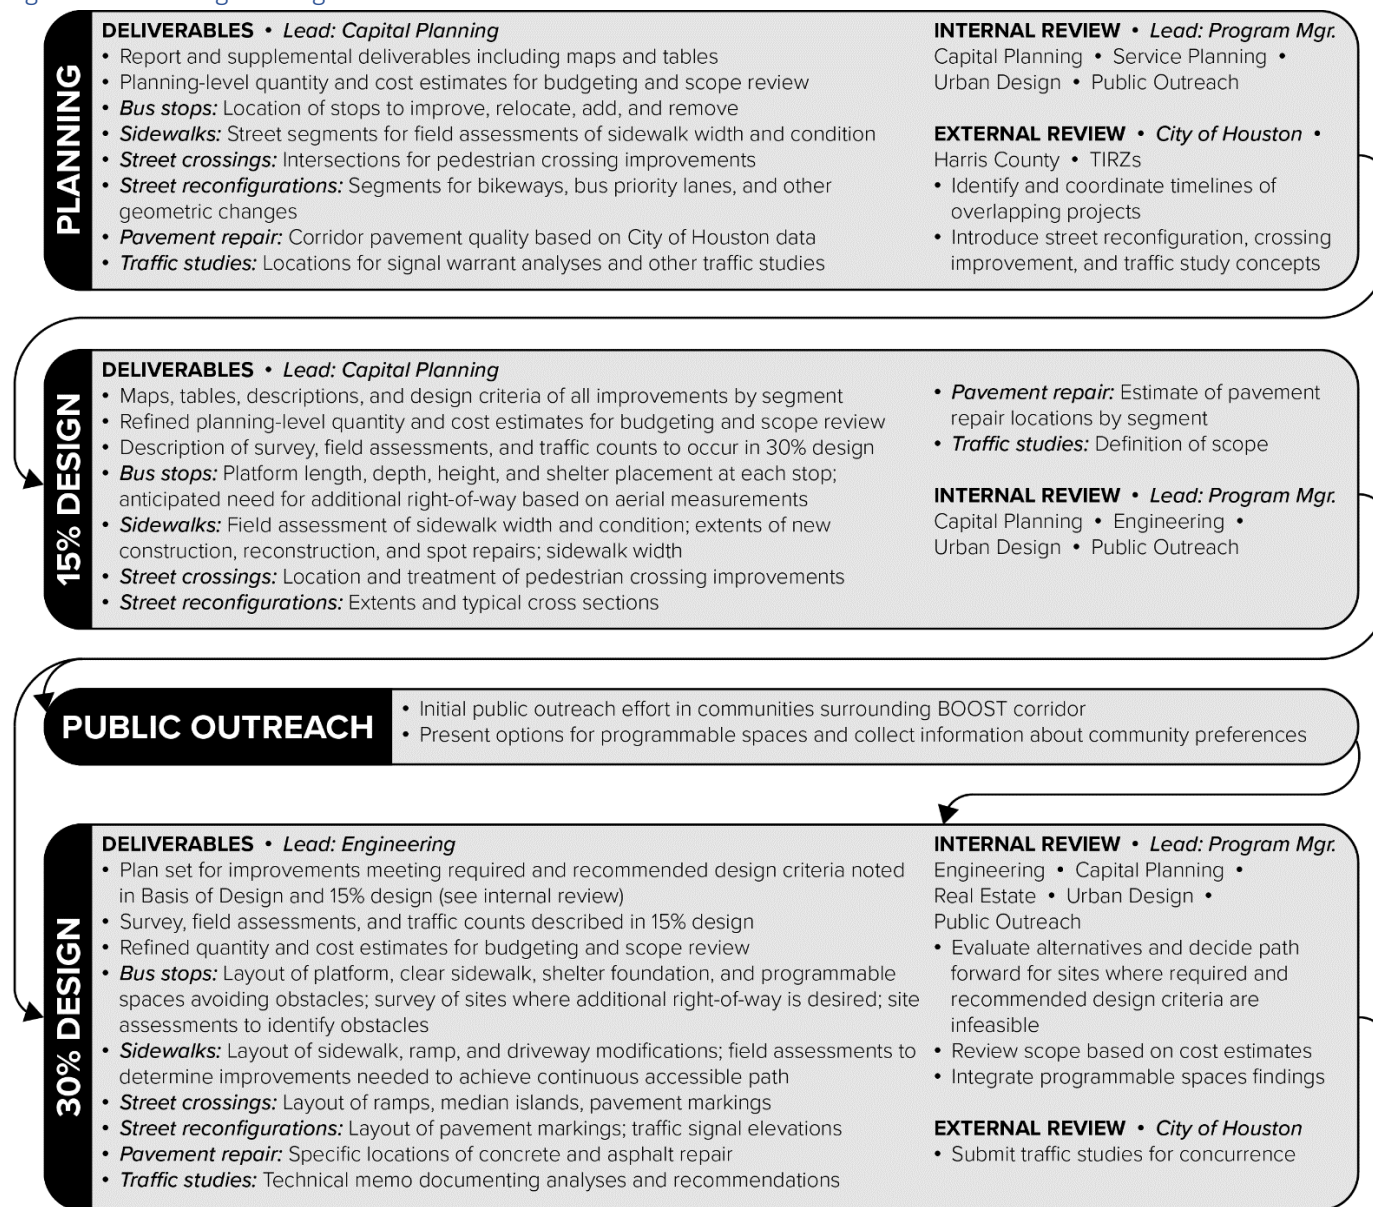 PLANNING
DELIVERABLES • Lead: Capital Planning
• Report and supplemental deliverables including maps and tables
• Planning-level quantity and cost estimates for budgeting and scope review
• Bus stops: Location of stops to improve, relocate, add, and remove
• Sidewalks: Street segments for field assessments of sidewalk width and condition
• Street crossings: Intersections for pedestrian crossing improvements
• Street reconfigurations: Segments for bikeways, bus priority lanes, and other
geometric changes
• Pavement repair: Corridor pavement quality based on City of Houston data
• Traffic studies: Locations for signal warrant analyses and other traffic studies
INTERNAL REVIEW • Lead: Program Mgr.
Capital Planning • Service Planning •
Urban Design • Public Outreach
EXTERNAL REVIEW • City of Houston •
Harris County • TIRZs
• Identify and coordinate timelines of
overlapping projects
• Introduce street reconfiguration, crossing
improvement, and traffic study concepts
15% DESIGN
DELIVERABLES • Lead: Capital Planning
• Maps, tables, descriptions, and design criteria of all improvements by segment
• Refined planning-level quantity and cost estimates for budgeting and scope review
• Description of survey, field assessments, and traffic counts to occur in 30% design
• Bus stops: Platform length, depth, height, and shelter placement at each stop;
anticipated need for additional right-of-way based on aerial measurements
• Sidewalks: Field assessment of sidewalk width and condition; extents of new
construction, reconstruction, and spot repairs; sidewalk width
• Street crossings: Location and treatment of pedestrian crossing improvements
• Street reconfigurations: Extents and typical cross sections
• Pavement repair: Estimate of pavement
repair locations by segment
• Traffic studies: Definition of scope
INTERNAL REVIEW • Lead: Program Mgr.
Capital Planning • Engineering •
Urban Design • Public Outreach
PUBLIC OUTREACH
• Initial public outreach effort in communities surrounding BOOST corridor
• Present options for programmable spaces and collect information about community preferences
30% DESIGN
DELIVERABLES • Lead: Engineering
• Plan set for improvements meeting required and recommended design criteria noted
in Basis of Design and 15% design (see internal review)
• Survey, field assessments, and traffic counts described in 15% design
• Refined quantity and cost estimates for budgeting and scope review
• Bus stops: Layout of platform, clear sidewalk, shelter foundation, and programmable
spaces avoiding obstacles; survey of sites where additional right-of-way is desired; site
assessments to identify obstacles
• Sidewalks: Layout of sidewalk, ramp, and driveway modifications; field assessments to
determine improvements needed to achieve continuous accessible path
• Street crossings: Layout of ramps, median islands, pavement markings
• Street reconfigurations: Layout of pavement markings; traffic signal elevations
• Pavement repair: Specific locations of concrete and asphalt repair
• Traffic studies: Technical memo documenting analyses and recommendations
INTERNAL REVIEW • Lead: Program Mgr.
Engineering • Capital Planning •
Real Estate • Urban Design •
Public Outreach
• Evaluate alternatives and decide path
forward for sites where required and
recommended design criteria are
infeasible
• Review scope based on cost estimates
• Integrate programmable spaces findings
EXTERNAL REVIEW • City of Houston
• Submit traffic studies for concurrence